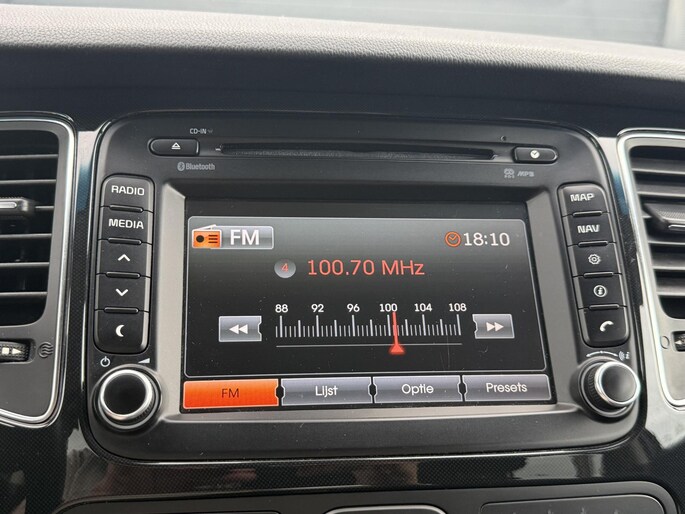 CD-IN
Bluetooth
MP3
RADIO
MEDIA
MAP
NAV
FM
18:10
4
100.70 MHz
88 92 96 100 104 108
FM
Lijst
Optie
Presets